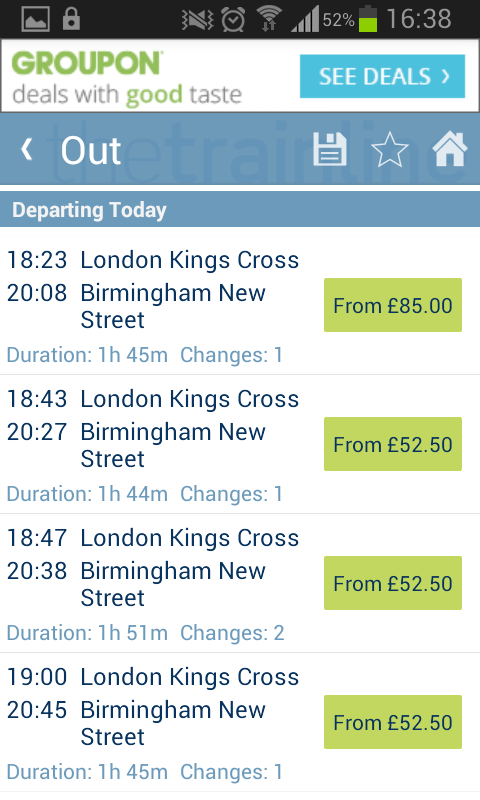 52% 16:38
GROUPON
deals with good taste
SEE DEALS ›
Out
thetrainline
Departing Today
18:23 London Kings Cross
20:08 Birmingham New
Street
From £85.00
Duration: 1h 45m Changes: 1
18:43 London Kings Cross
20:27 Birmingham New
Street
From £52.50
Duration: 1h 44m Changes: 1
18:47 London Kings Cross
20:38 Birmingham New
Street
From £52.50
Duration: 1h 51m Changes: 2
19:00 London Kings Cross
20:45 Birmingham New
Street
From £52.50
Duration: 1h 45m Changes: 1